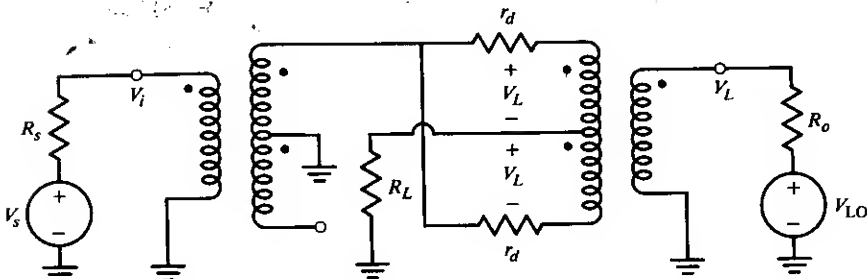 r_d
+
V_i
V_L
−
V_L
R_s
+
R_o
R_L
V_L
+
V_s
−
−
+
V_LO
−
r_d